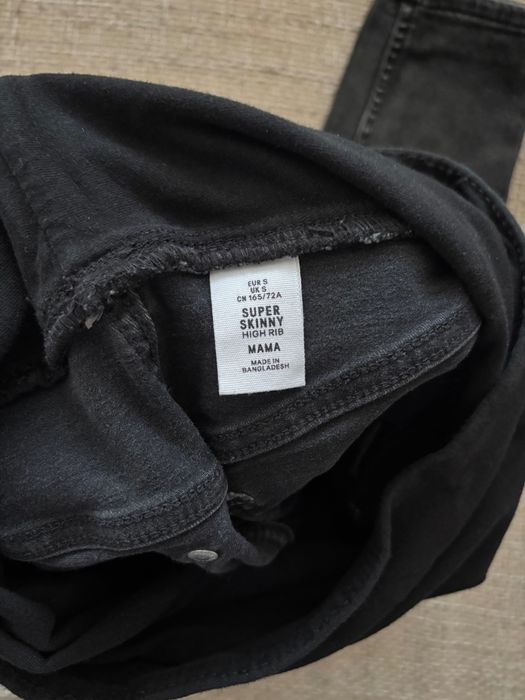 EUR S
UK S
CN 165/72A
SUPER
SKINNY
HIGH RIB
MAMA
MADE IN
BANGLADESH